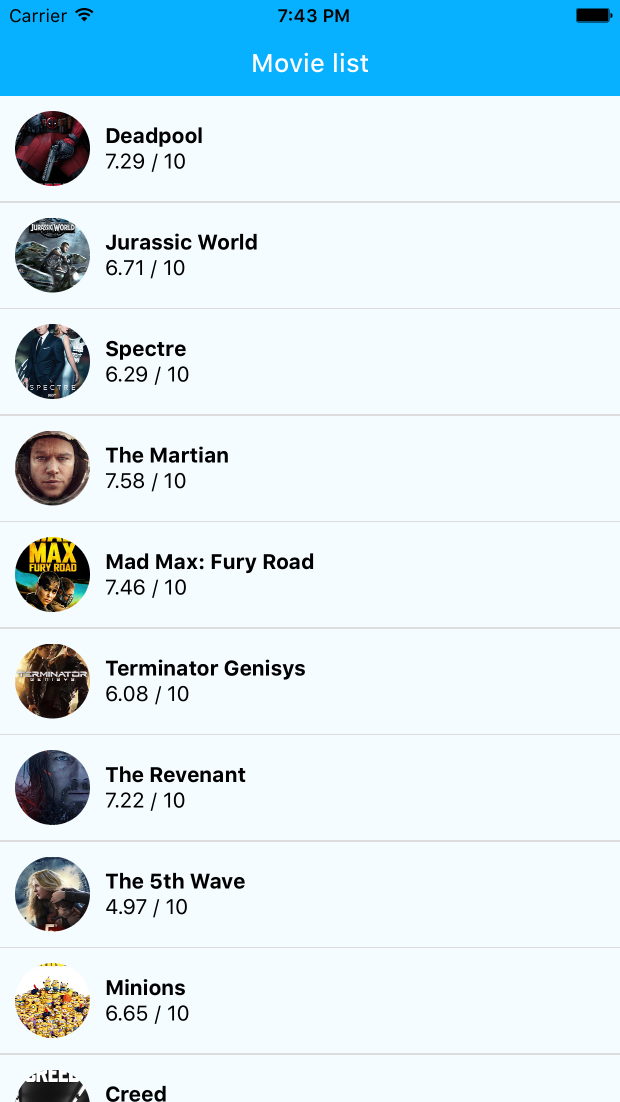 Carrier 7:43 PM
Movie list
Deadpool
7.29 / 10
JURASSIC WORLD
Jurassic World
6.71 / 10
Spectre
6.29 / 10
SPECTRE
The Martian
7.58 / 10
MAX
FURY ROAD
Mad Max: Fury Road
7.46 / 10
TERMINATOR
GENISYS
Terminator Genisys
6.08 / 10
The Revenant
7.22 / 10
The 5th Wave
4.97 / 10
Minions
6.65 / 10
CREED
Creed